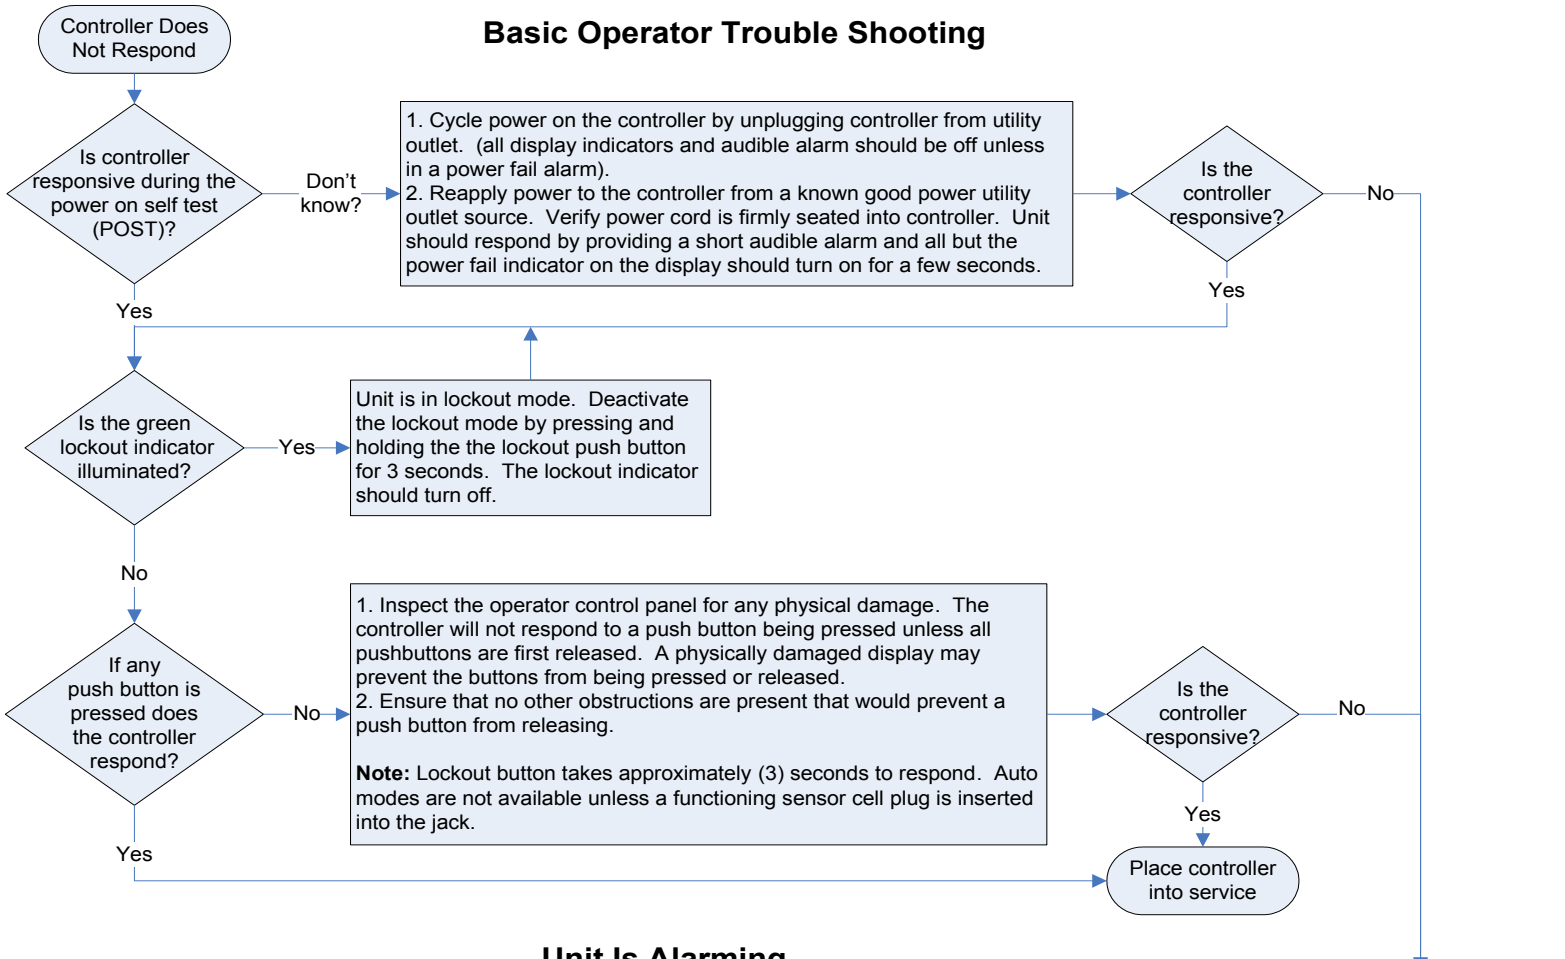 Basic Operator Trouble Shooting
Controller Does
Not Respond
Is controller
responsive during the
power on self test
(POST)?
Don't
know?
1. Cycle power on the controller by unplugging controller from utility
outlet.  (all display indicators and audible alarm should be off unless
in a power fail alarm).
2. Reapply power to the controller from a known good power utility
outlet source.  Verify power cord is firmly seated into controller.  Unit
should respond by providing a short audible alarm and all but the
power fail indicator on the display should turn on for a few seconds.
Is the
controller
responsive?
No
Yes
Yes
Is the green
lockout indicator
illuminated?
Yes
Unit is in lockout mode.  Deactivate
the lockout mode by pressing and
holding the the lockout push button
for 3 seconds.  The lockout indicator
should turn off.
No
If any
push button is
pressed does
the controller
respond?
No
1. Inspect the operator control panel for any physical damage.  The
controller will not respond to a push button being pressed unless all
pushbuttons are first released.  A physically damaged display may
prevent the buttons from being pressed or released.
2. Ensure that no other obstructions are present that would prevent a
push button from releasing.
Note: Lockout button takes approximately (3) seconds to respond.  Auto
modes are not available unless a functioning sensor cell plug is inserted
into the jack.
Is the
controller
responsive?
No
Yes
Yes
Place controller
into service
Unit Is Alarming